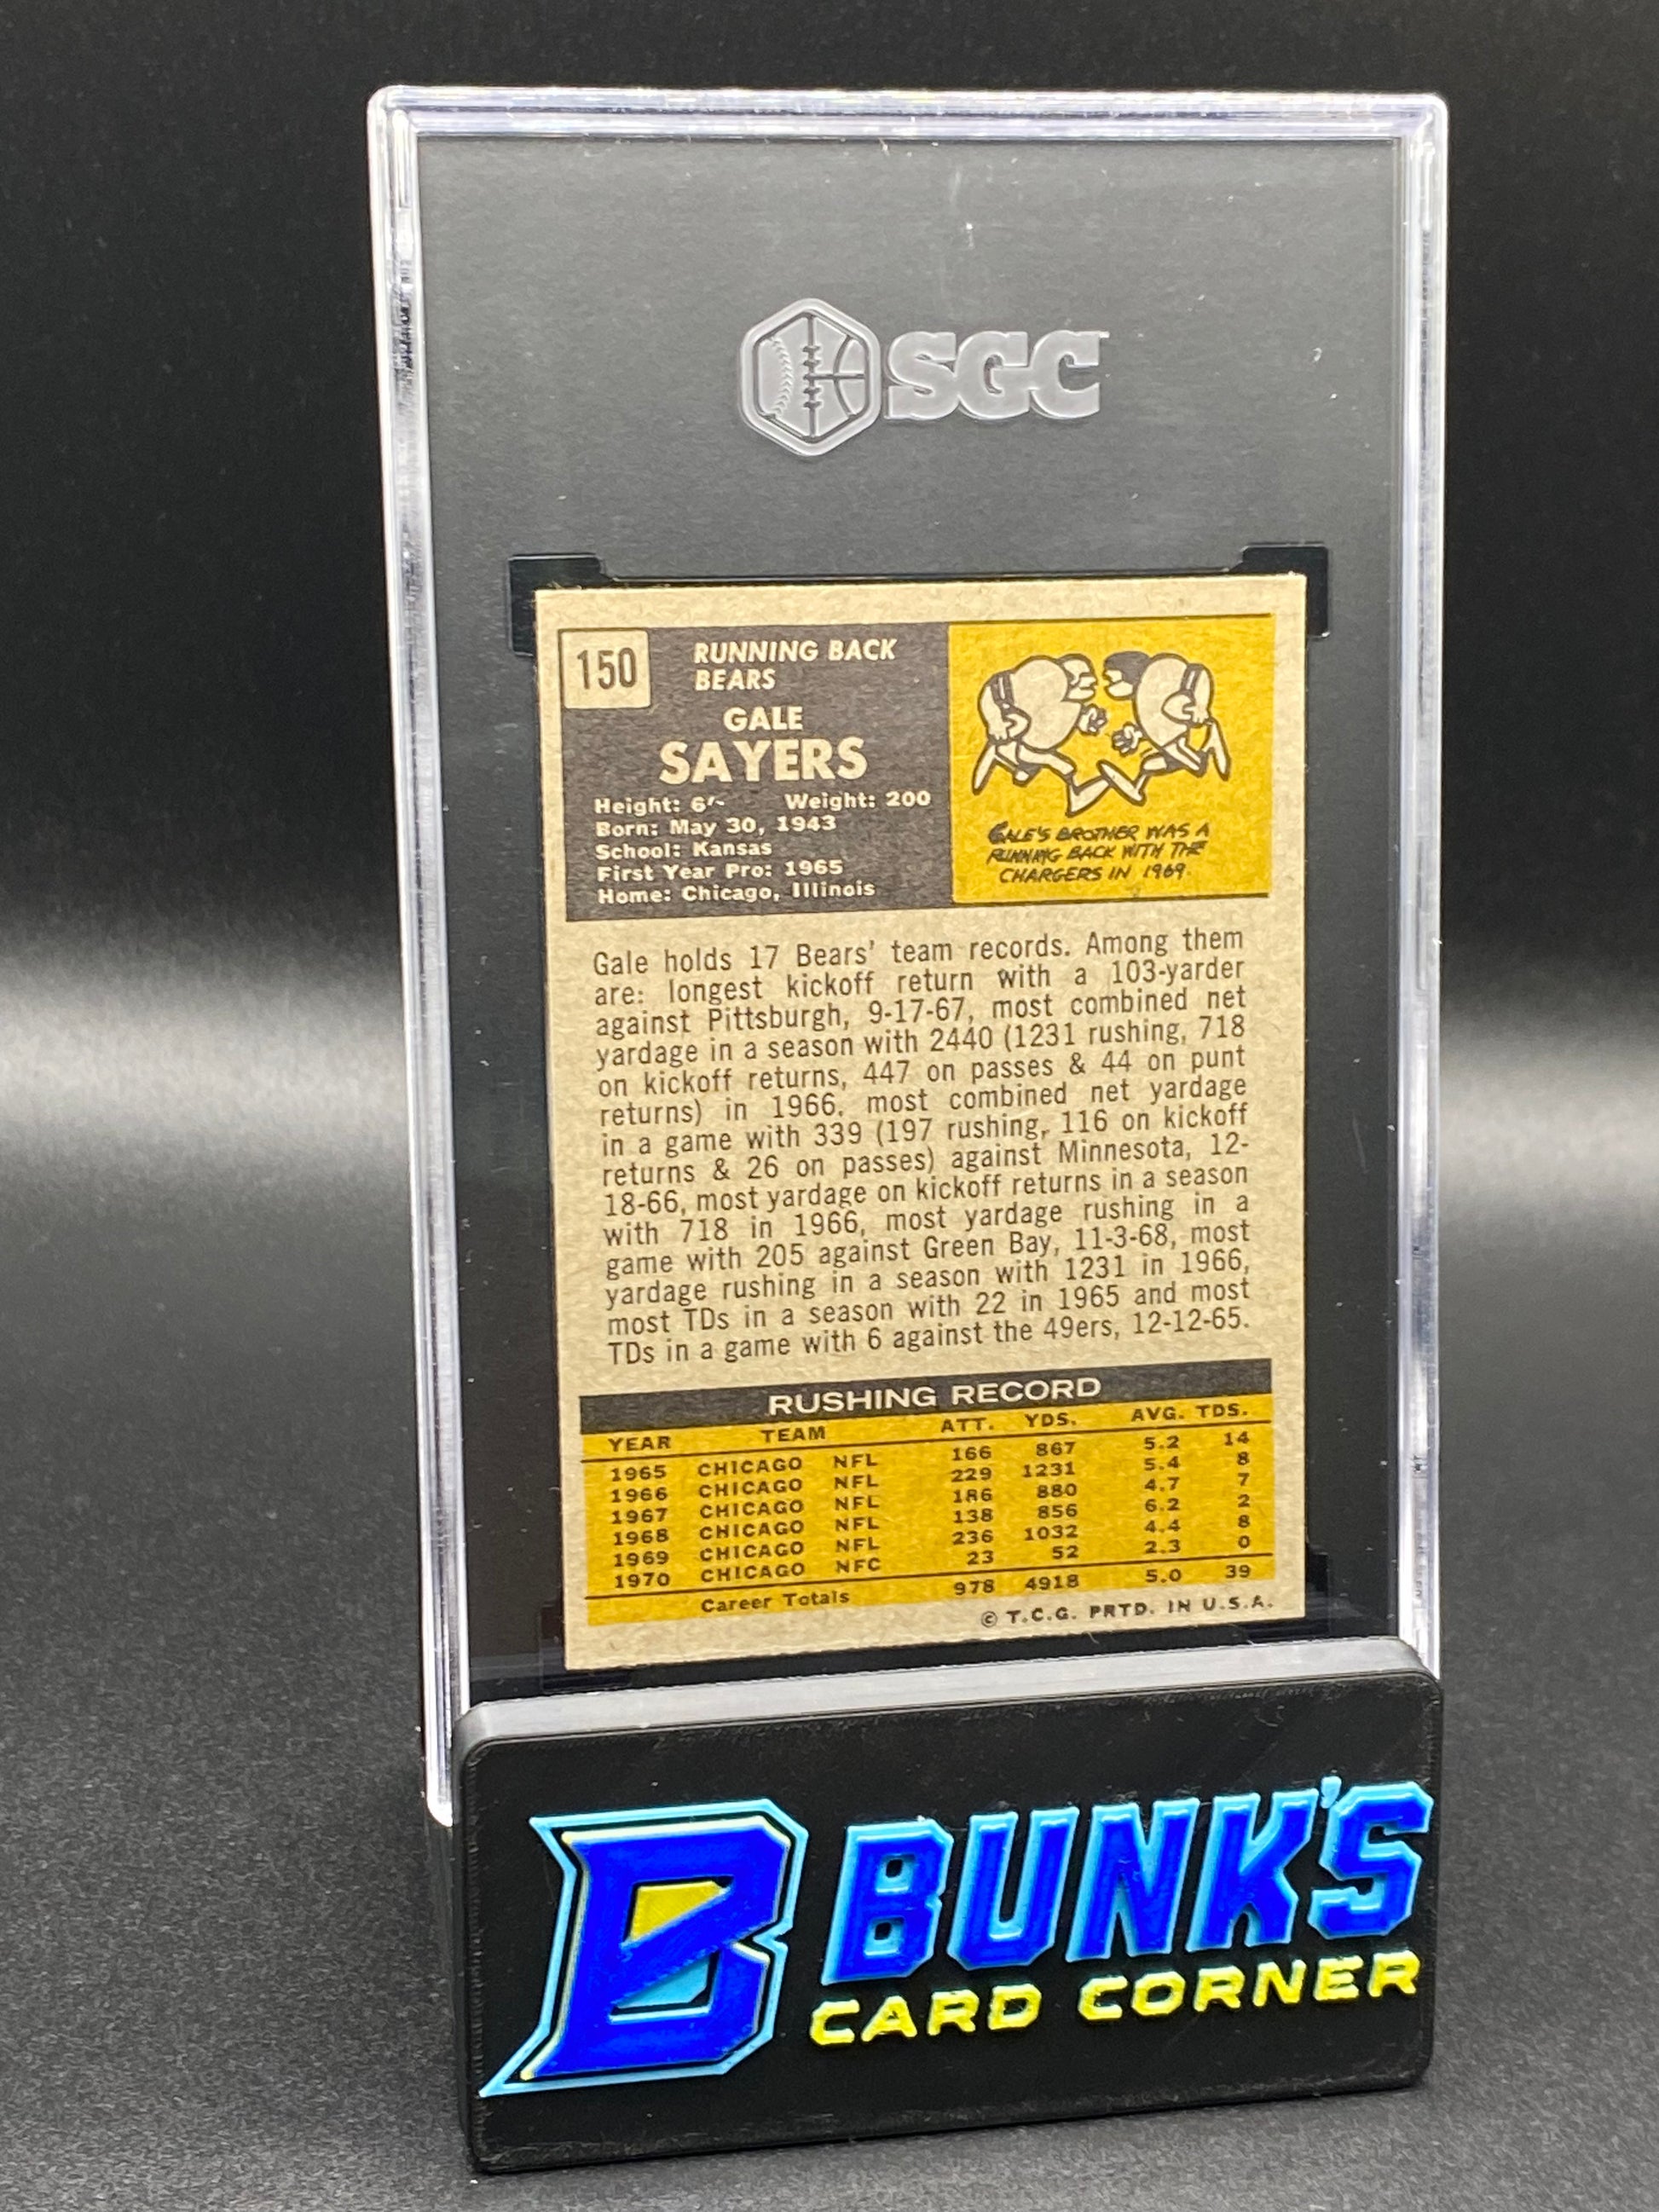 SGC
150
RUNNING BACK
BEARS
GALE
SAYERS
Height: 6' Weight: 200
Born: May 30, 1943
School: Kansas
First Year Pro: 1965
Home: Chicago, Illinois
GALE'S BROTHER WAS A
RUNNING BACK WITH THE
CHARGERS IN 1969.
Gale holds 17 Bears' team records. Among them
are: longest kickoff return with a 103-yarder
against Pittsburgh, 9-17-67, most combined net
yardage in a season with 2440 (1231 rushing, 718
on kickoff returns, 447 on passes & 44 on punt
returns) in 1966. most combined net yardage
in a game with 339 (197 rushing, 116 on kickoff
returns & 26 on passes) against Minnesota, 12-
18-66, most yardage on kickoff returns in a season
with 718 in 1966, most yardage rushing in a
game with 205 against Green Bay, 11-3-68, most
yardage rushing in a season with 1231 in 1966,
most TDs in a season with 22 in 1965 and most
TDs in a game with 6 against the 49ers, 12-12-65.
RUSHING RECORD
YEAR TEAM ATT. YDS. AVG. TDS.
1965 CHICAGO NFL 166 867 5.2 14
1966 CHICAGO NFL 229 1231 5.4 8
1967 CHICAGO NFL 186 880 4.7 7
1968 CHICAGO NFL 138 856 6.2 2
1969 CHICAGO NFL 236 1032 4.4 8
1970 CHICAGO NFC 23 52 2.3 0
Career Totals 978 4918 5.0 39
© T.C.G. PRTD. IN U.S.A.
B BUNK'S
CARD CORNER